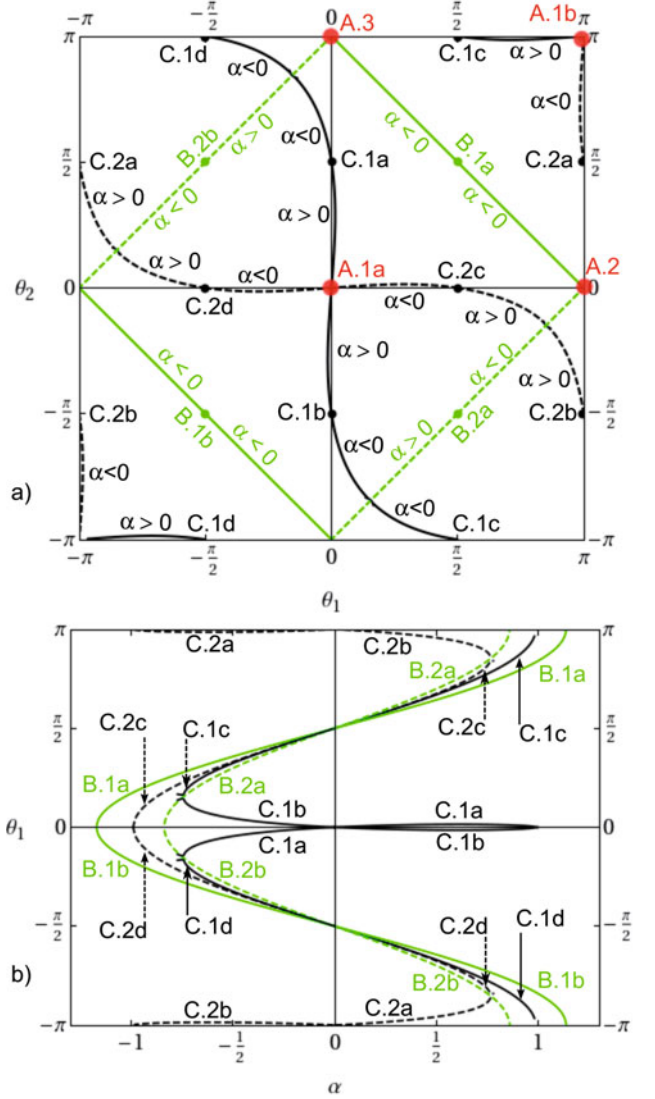 −π −π/2 0 A.3 π/2 A.1b π
π π
C.1d C.1c α > 0
α<0 α<0
B.2b α > 0 α<0 α < 0 B.1a
π/2 C.2a C.1a C.2a π/2
α > 0 α < 0 α > 0 α < 0
α > 0 α<0 A.1a C.2c A.2
θ₂ 0 0
C.2d α<0 α > 0
α < 0 α > 0 α < 0 α > 0
−π/2 C.2b B.1b α < 0 C.1b α > 0 B.2a C.2b −π/2
α<0 α<0
a) α > 0 C.1d α<0 C.1c
−π −π
−π −π/2 0 π/2 π
θ₁
π π
C.2a C.2b
B.2a B.1a
π/2 C.2c C.1c C.2c C.1c π/2
B.1a B.2a
C.1b C.1a
θ₁ 0 0
C.1a C.1b
B.1b B.2b
−π/2 C.2d C.1d C.2d C.1d −π/2
b) B.2b B.1b
C.2b C.2a
−π −π
−1 −1/2 0 1/2 1
α